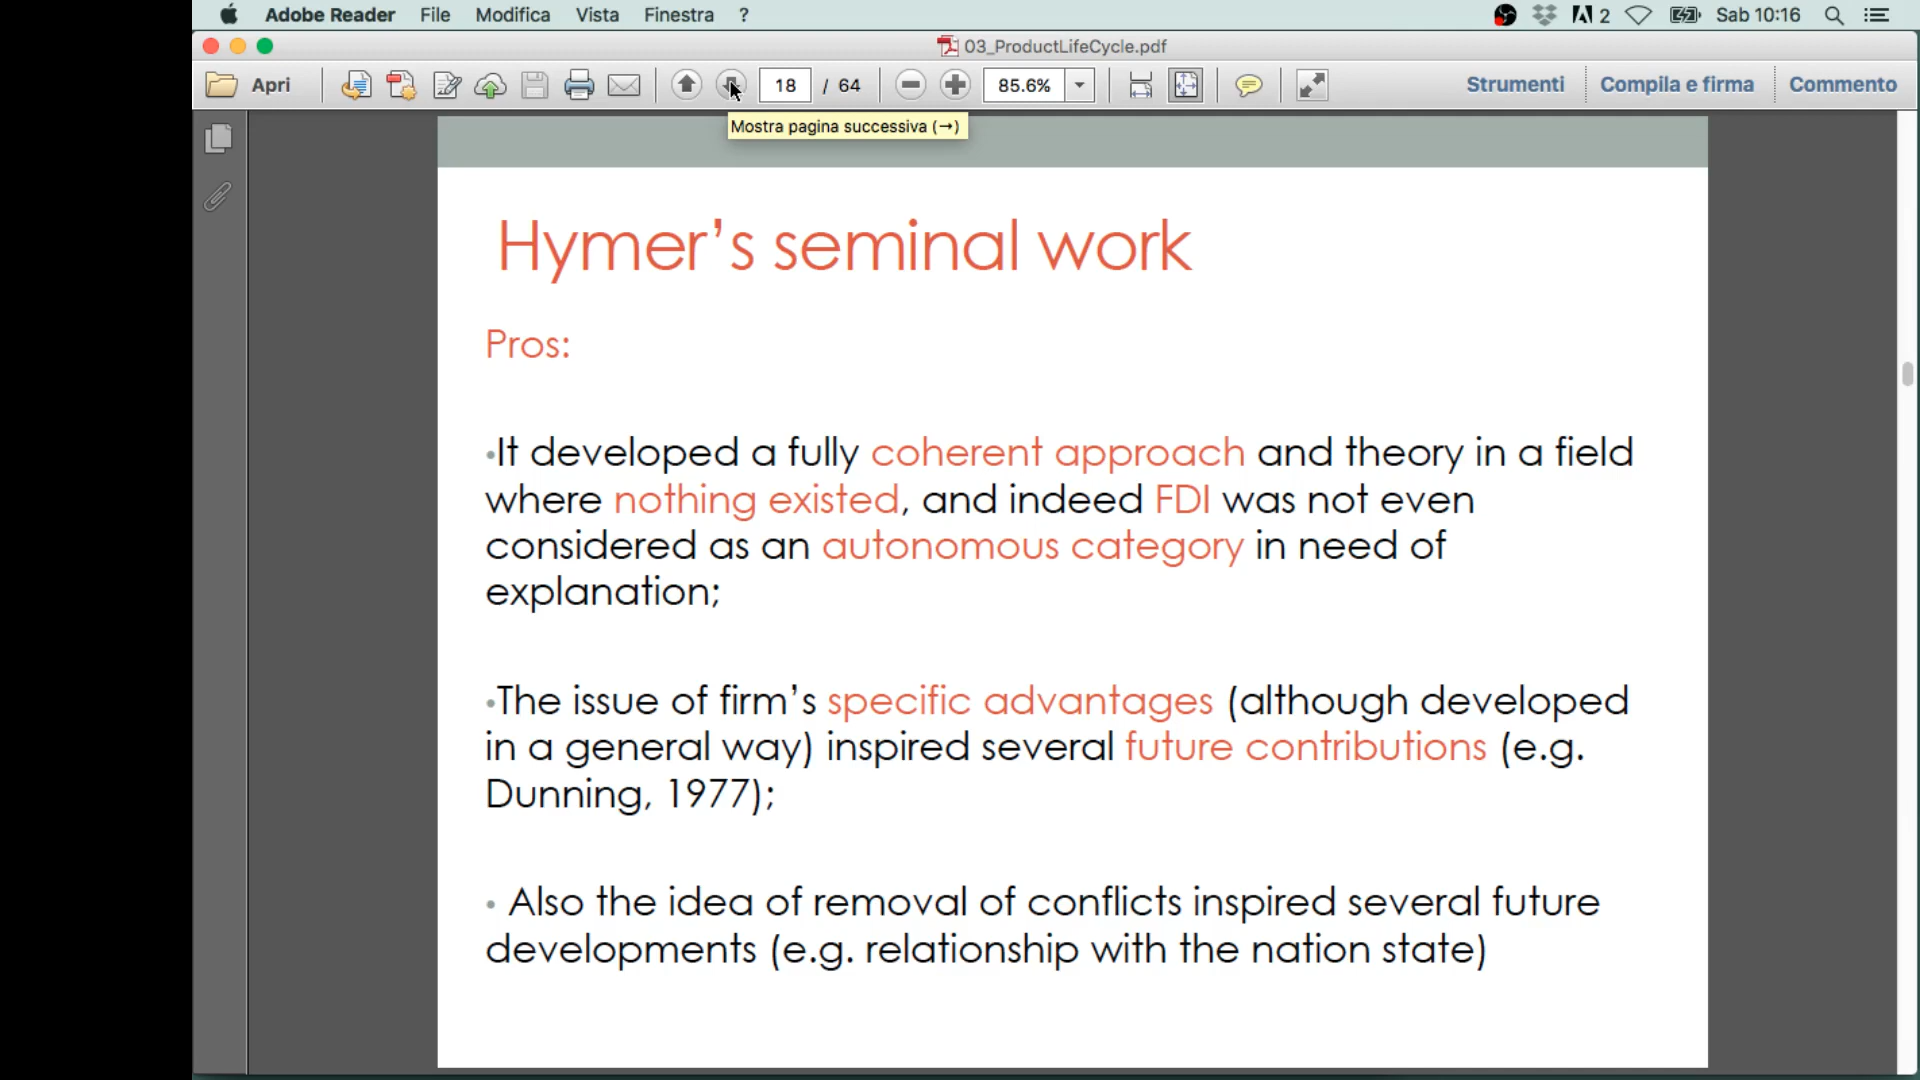 Adobe Reader File Modifica Vista Finestra ? 2 Sab 10:16
03_ProductLifeCycle.pdf
Apri 18 / 64 85.6% Strumenti Compila e firma Commento
Mostra pagina successiva (→)
Hymer’s seminal work
Pros:
•It developed a fully coherent approach and theory in a field
where nothing existed, and indeed FDI was not even
considered as an autonomous category in need of
explanation;
•The issue of firm’s specific advantages (although developed
in a general way) inspired several future contributions (e.g.
Dunning, 1977);
• Also the idea of removal of conflicts inspired several future
developments (e.g. relationship with the nation state)